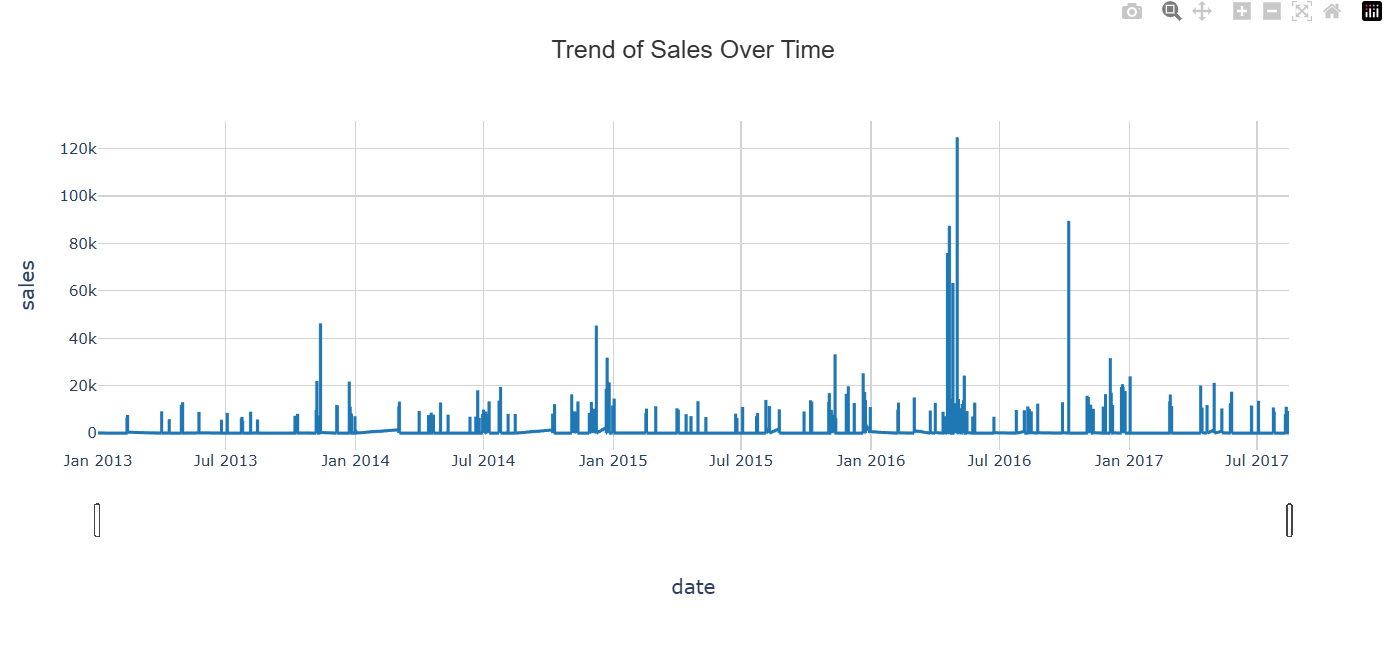 Trend of Sales Over Time
120k
100k
80k
60k
40k
20k
0
sales
Jan 2013 Jul 2013 Jan 2014 Jul 2014 Jan 2015 Jul 2015 Jan 2016 Jul 2016 Jan 2017 Jul 2017
date